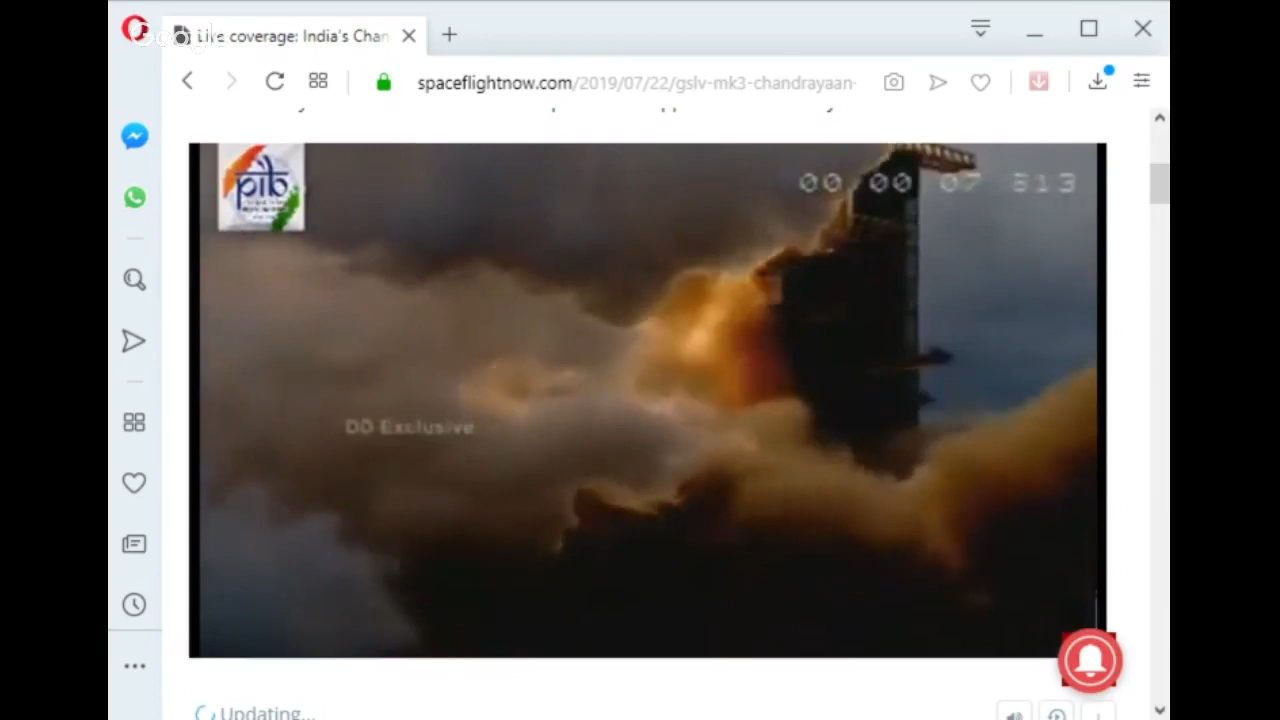 Google
Live coverage: India's Chan
spaceflightnow.com/2019/07/22/gslv-mk3-chandrayaan-
pib
00 00 07 613
DD Exclusive
Updating...